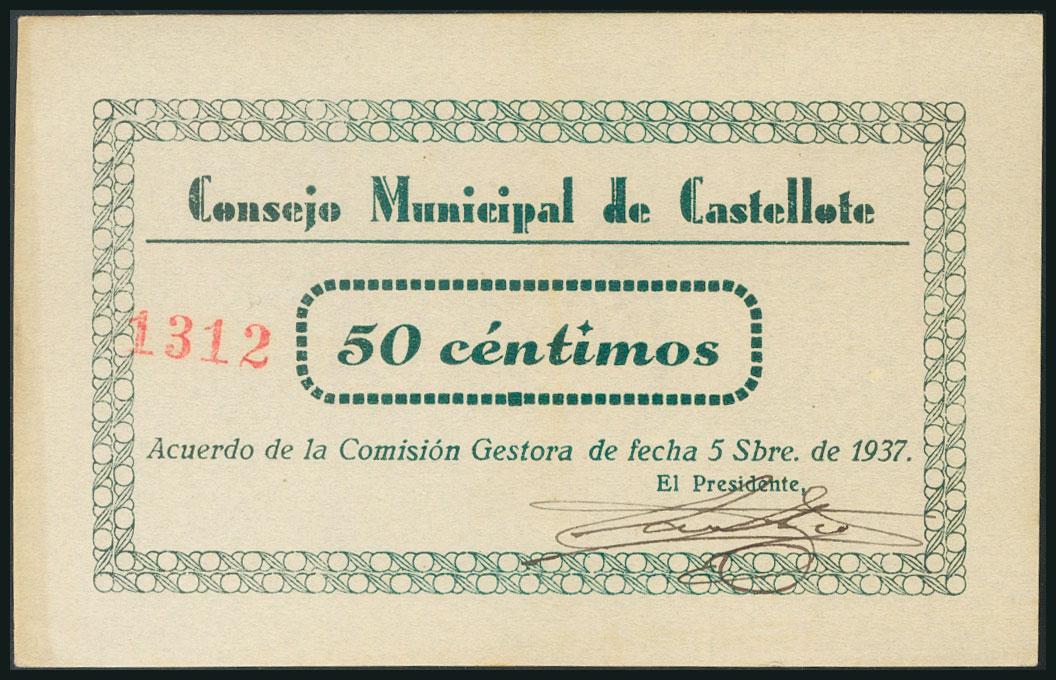 Consejo Municipal de Castellote
1312
50 céntimos
Acuerdo de la Comisión Gestora de fecha 5 Sbre. de 1937.
El Presidente,